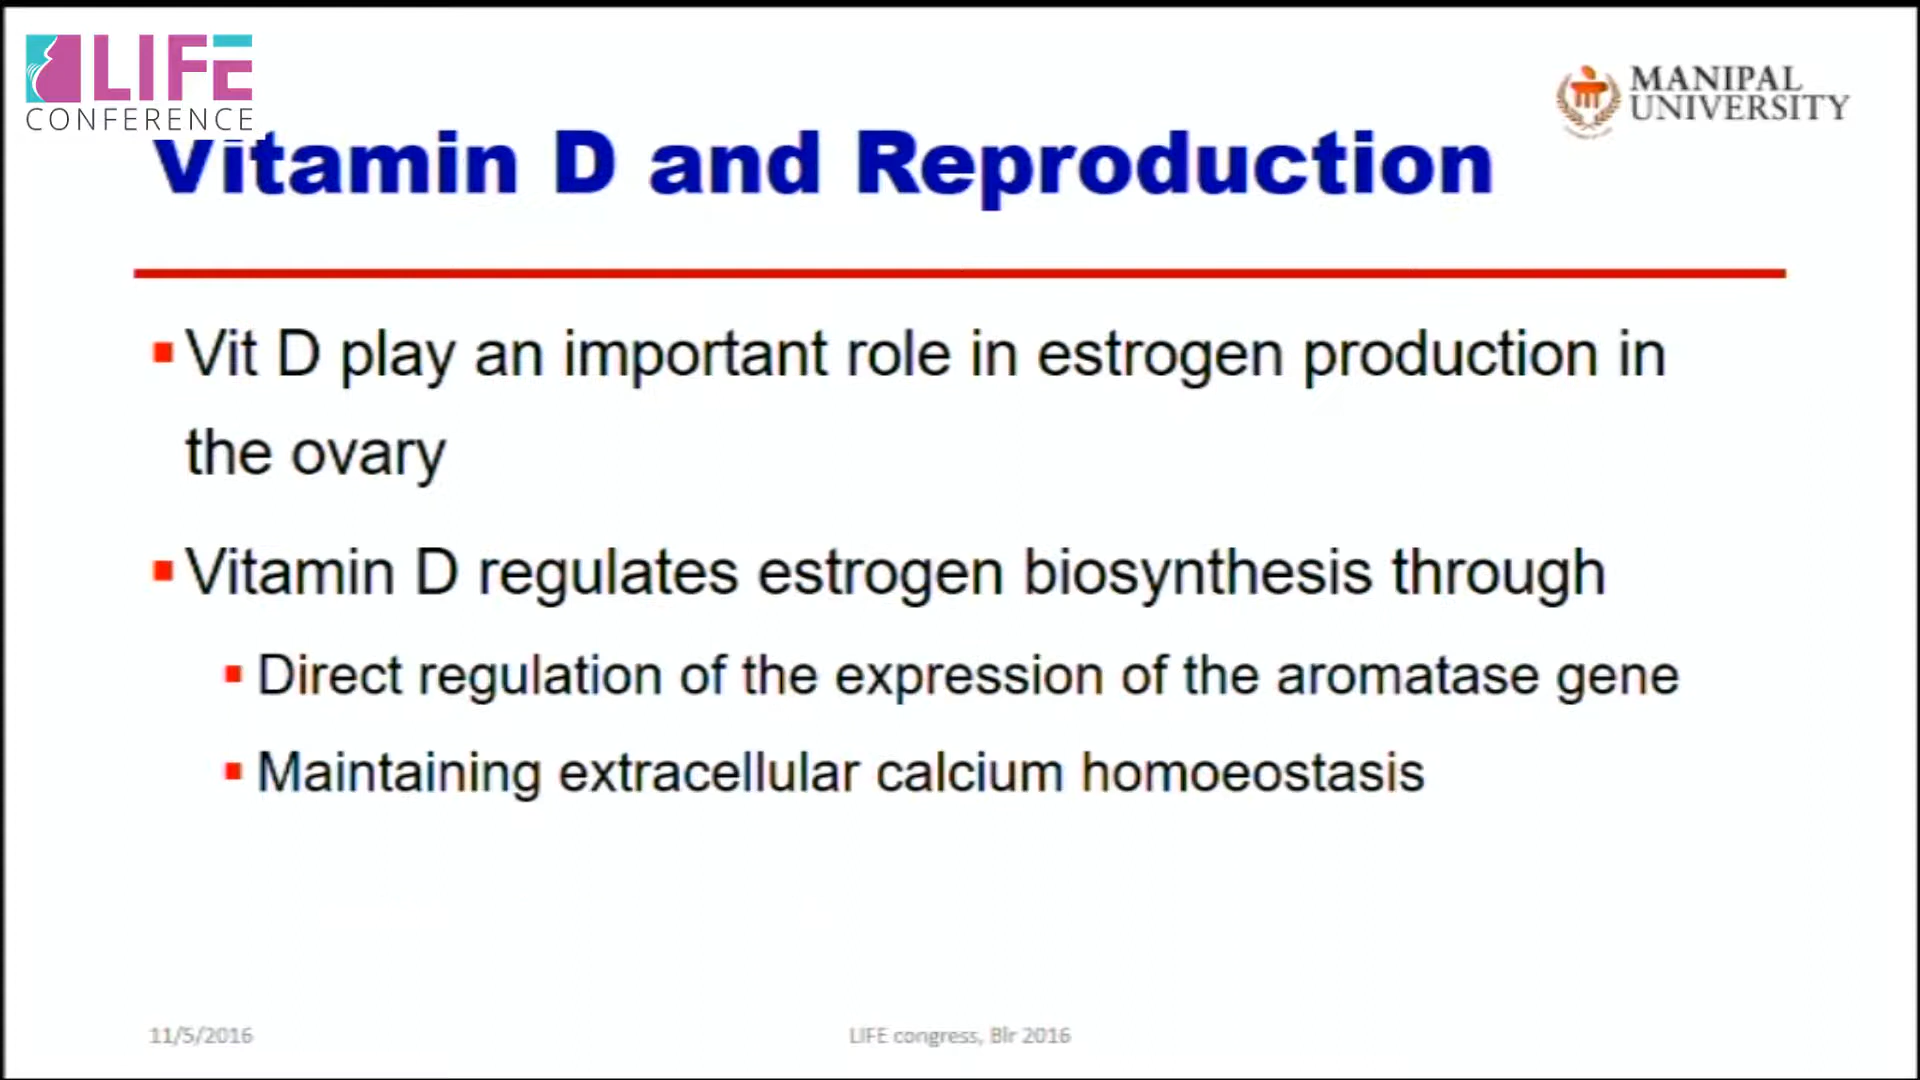 LIFE
CONFERENCE
MANIPAL
UNIVERSITY
Vitamin D and Reproduction
Vit D play an important role in estrogen production in
the ovary
Vitamin D regulates estrogen biosynthesis through
Direct regulation of the expression of the aromatase gene
Maintaining extracellular calcium homoeostasis
11/5/2016
LIFE congress, Blr 2016